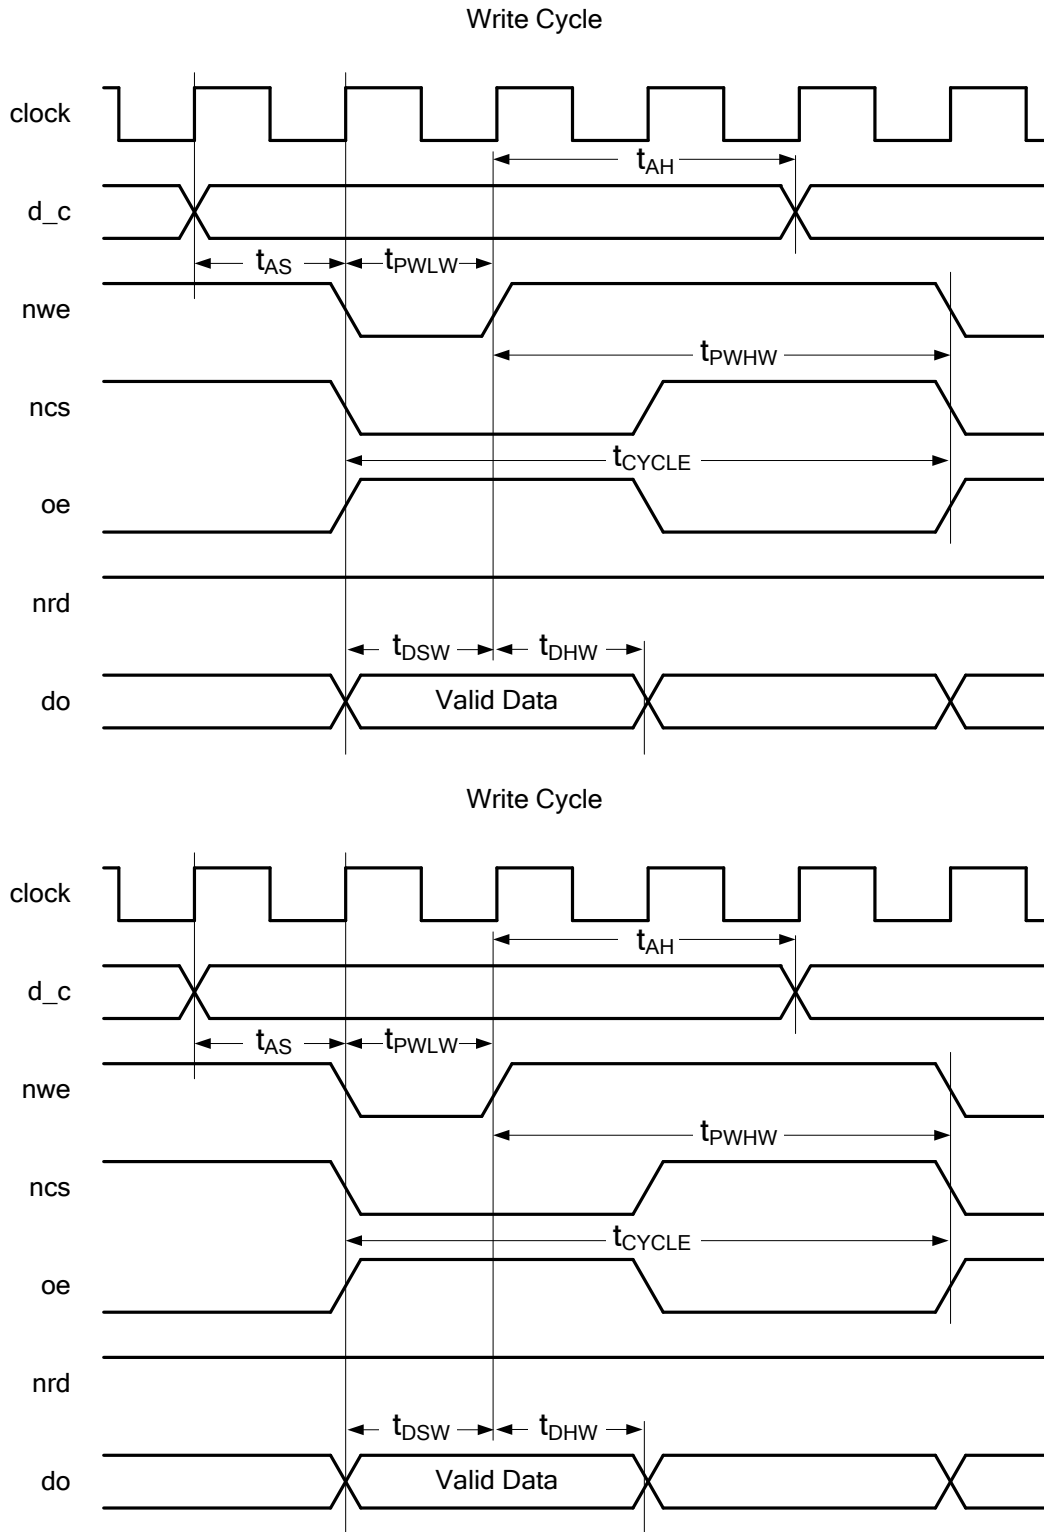 Write Cycle
clock
tAH
d_c
tAS tPWLW
nwe
tPWHW
ncs
tCYCLE
oe
nrd
tDSW tDHW
do Valid Data
Write Cycle
clock
tAH
d_c
tAS tPWLW
nwe
tPWHW
ncs
tCYCLE
oe
nrd
tDSW tDHW
do Valid Data